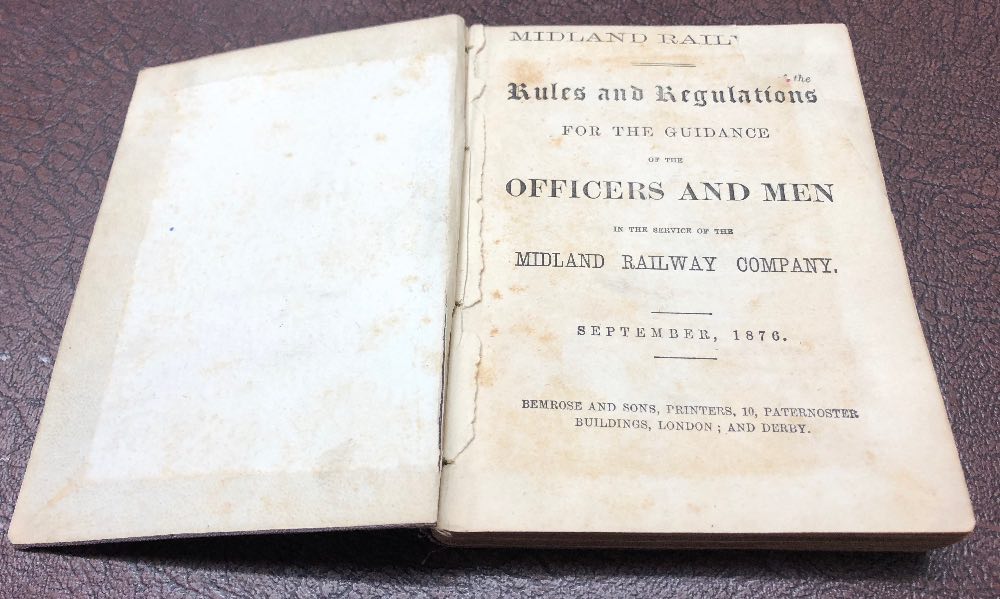 MIDLAND RAIL
the
Rules and Regulations
FOR THE GUIDANCE
OF THE
OFFICERS AND MEN
IN THE SERVICE OF THE
MIDLAND RAILWAY COMPANY.
SEPTEMBER, 1876.
BEMROSE AND SONS, PRINTERS, 10, PATERNOSTER
BUILDINGS, LONDON; AND DERBY.